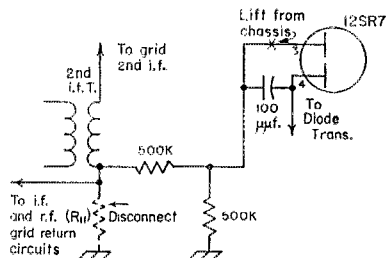 Lift from
chassis
12SR7
To grid
2nd i.f.
3
2nd
i.f.T.
4
100
μμf.
To
Diode
Trans.
500K
To i.f.
and r.f. (R11)
grid return
circuits
Disconnect
500K